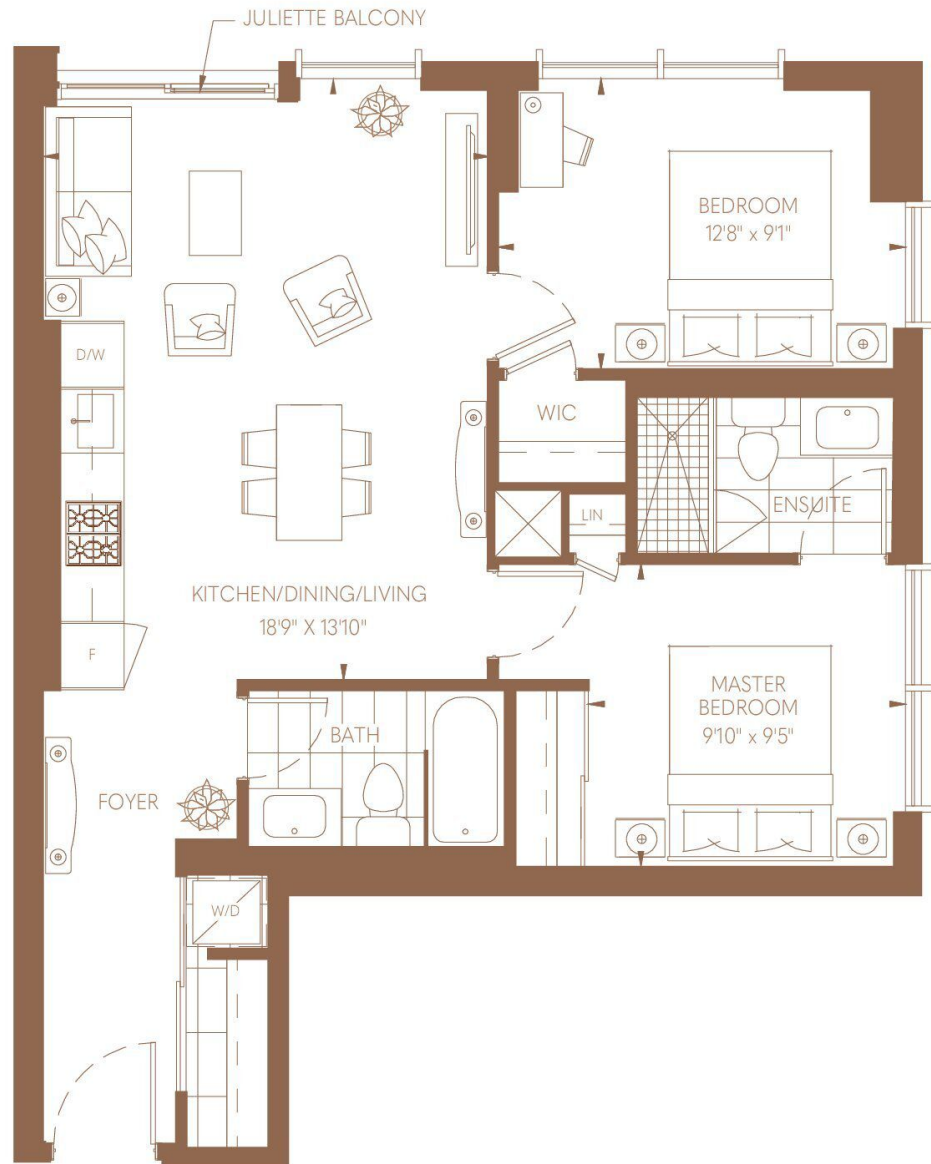 JULIETTE BALCONY
BEDROOM
12'8" x 9'1"
D/W
WIC
LIN
ENSUITE
KITCHEN/DINING/LIVING
18'9" X 13'10"
F
MASTER
BEDROOM
9'10" x 9'5"
BATH
FOYER
W/D